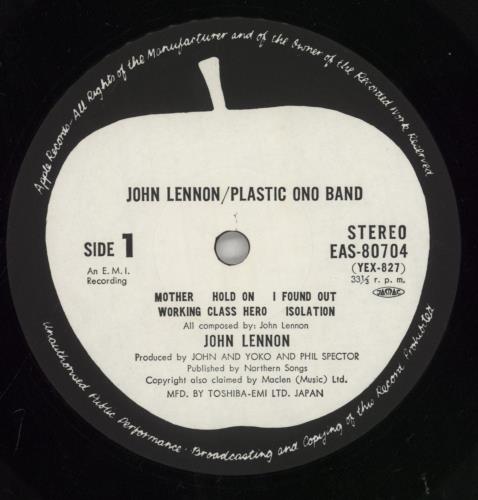 Apple Records-All Rights of the Manufacturer and of the Owner of the Recorded Work Reserved
JOHN LENNON/PLASTIC ONO BAND
SIDE 1
An E.M.I.
Recording
STEREO
EAS-80704
(YEX-827)
33⅓ r.p.m.
JASRAC
MOTHER HOLD ON I FOUND OUT
WORKING CLASS HERO ISOLATION
All composed by: John Lennon
JOHN LENNON
Produced by JOHN AND YOKO AND PHIL SPECTOR
Published by Northern Songs
Copyright also claimed by Maclen (Music) Ltd.
MFD. BY TOSHIBA-EMI LTD. JAPAN
Unauthorised Public Performance · Broadcasting and Copying of this Record Prohibited